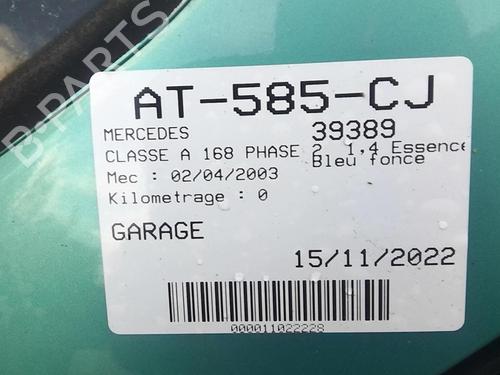 B-PARTS
AT-585-CJ
MERCEDES 39389
CLASSE A 168 PHASE 2 1,4 Essence
Bleu fonce
Mec : 02/04/2003
Kilometrage : 0
GARAGE
15/11/2022
000011022228